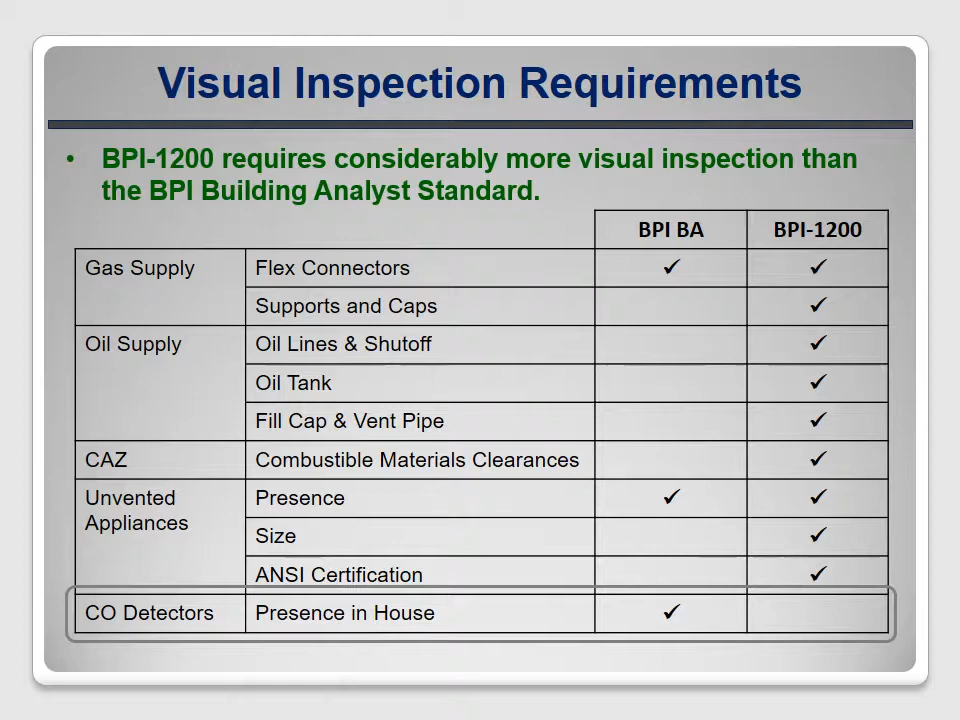 Visual Inspection Requirements
• BPI-1200 requires considerably more visual inspection than
the BPI Building Analyst Standard.
BPI BA BPI-1200
Gas Supply Flex Connectors ✓ ✓
Supports and Caps ✓
Oil Supply Oil Lines & Shutoff ✓
Oil Tank ✓
Fill Cap & Vent Pipe ✓
CAZ Combustible Materials Clearances ✓
Unvented Presence ✓ ✓
Appliances
Size ✓
ANSI Certification ✓
CO Detectors Presence in House ✓